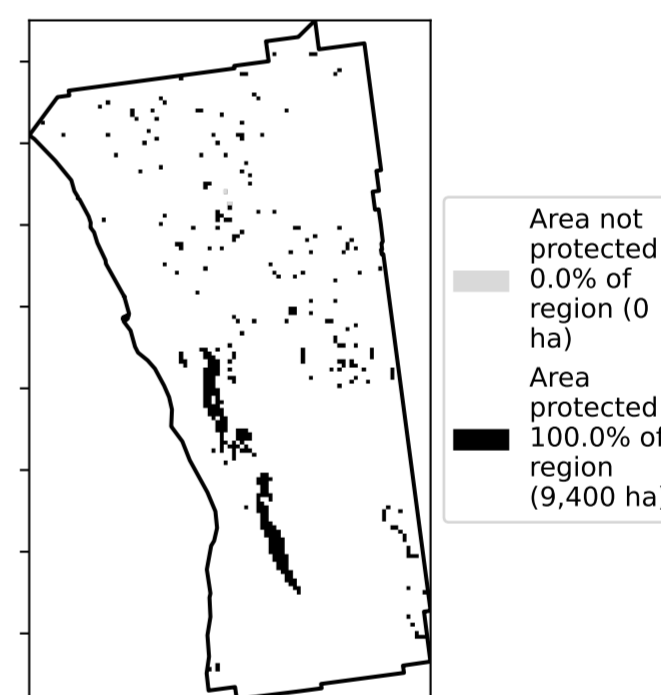 Area not
protected
0.0% of
region (0
ha)
Area
protected
100.0% of
region
(9,400 ha)